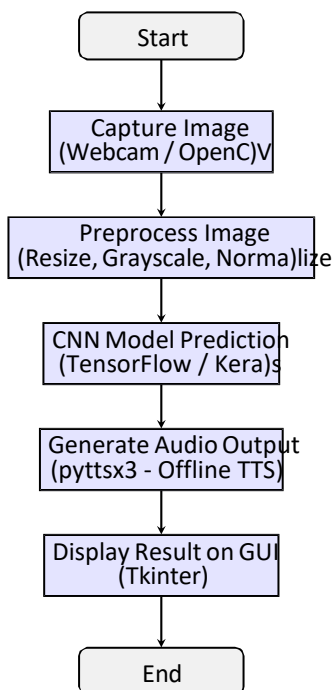 Start
Capture Image
(Webcam / OpenC)V
Preprocess Image
(Resize, Grayscale, Norma)lize
CNN Model Prediction
(TensorFlow / Kera)s
Generate Audio Output
(pyttsx3 - Offline TTS)
Display Result on GUI
(Tkinter)
End